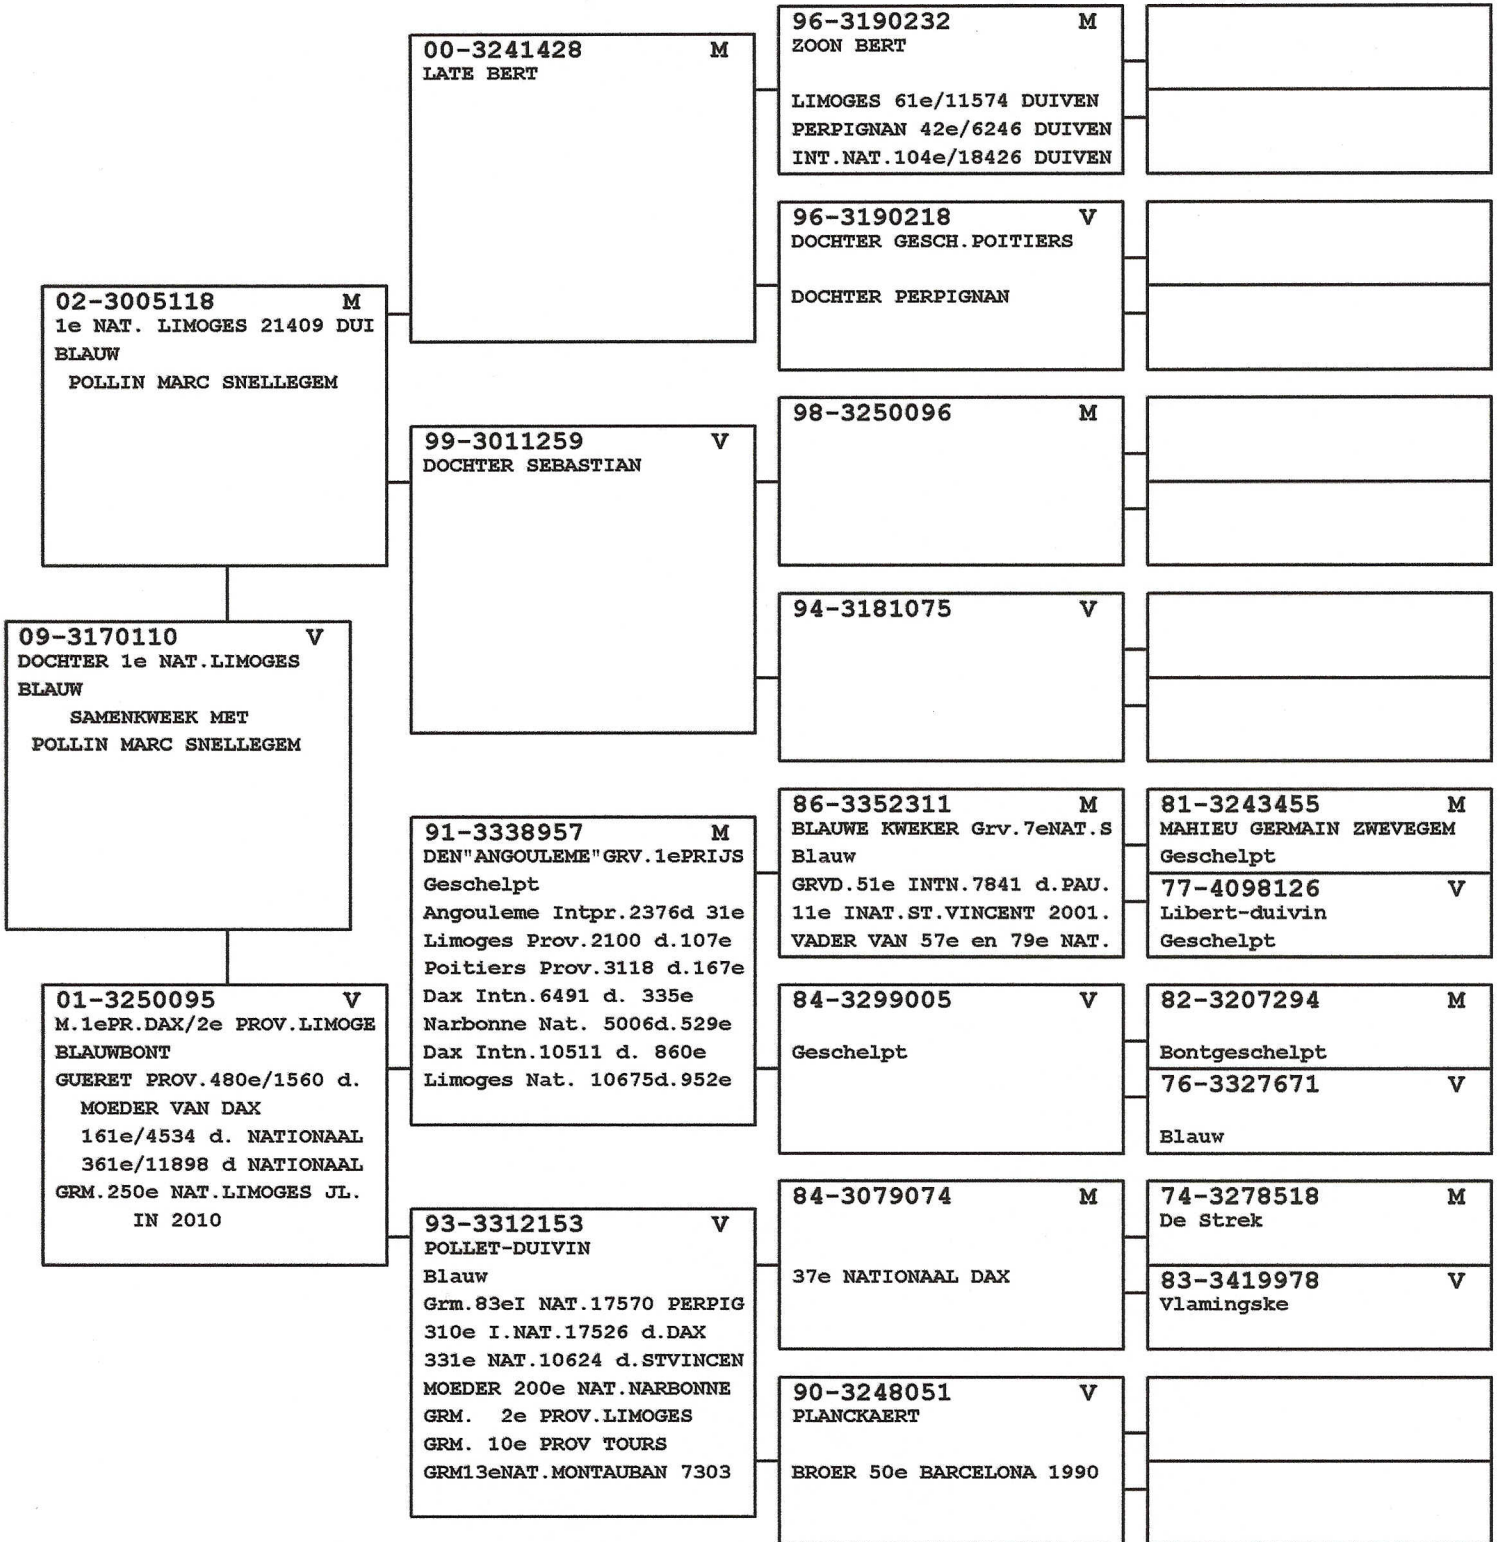 09-3170110 V
DOCHTER 1e NAT.LIMOGES
BLAUW
SAMENKWEEK MET
POLLIN MARC SNELLEGEM
02-3005118 M
1e NAT. LIMOGES 21409 DUI
BLAUW
POLLIN MARC SNELLEGEM
01-3250095 V
M.1ePR.DAX/2e PROV.LIMOGE
BLAUWBONT
GUERET PROV.480e/1560 d.
MOEDER VAN DAX
161e/4534 d. NATIONAAL
361e/11898 d NATIONAAL
GRM.250e NAT.LIMOGES JL.
IN 2010
00-3241428 M
LATE BERT
99-3011259 V
DOCHTER SEBASTIAN
91-3338957 M
DEN"ANGOULEME"GRV.1ePRIJS
Geschelpt
Angouleme Intpr.2376d 31e
Limoges Prov.2100 d.107e
Poitiers Prov.3118 d.167e
Dax Intn.6491 d. 335e
Narbonne Nat. 5006d.529e
Dax Intn.10511 d. 860e
Limoges Nat. 10675d.952e
93-3312153 V
POLLET-DUIVIN
Blauw
Grm.83eI NAT.17570 PERPIG
310e I.NAT.17526 d.DAX
331e NAT.10624 d.STVINCEN
MOEDER 200e NAT.NARBONNE
GRM. 2e PROV.LIMOGES
GRM. 10e PROV TOURS
GRM13eNAT.MONTAUBAN 7303
96-3190232 M
ZOON BERT
LIMOGES 61e/11574 DUIVEN
PERPIGNAN 42e/6246 DUIVEN
INT.NAT.104e/18426 DUIVEN
96-3190218 V
DOCHTER GESCH.POITIERS
DOCHTER PERPIGNAN
98-3250096 M
94-3181075 V
86-3352311 M
BLAUWE KWEKER Grv.7eNAT.S
Blauw
GRVD.51e INTN.7841 d.PAU.
11e INAT.ST.VINCENT 2001.
VADER VAN 57e en 79e NAT.
84-3299005 V
Geschelpt
84-3079074 M
37e NATIONAAL DAX
90-3248051 V
PLANCKAERT
BROER 50e BARCELONA 1990
81-3243455 M
MAHIEU GERMAIN ZWEVEGEM
Geschelpt
77-4098126 V
Libert-duivin
Geschelpt
82-3207294 M
Bontgeschelpt
76-3327671 V
Blauw
74-3278518 M
De Strek
83-3419978 V
Vlamingske